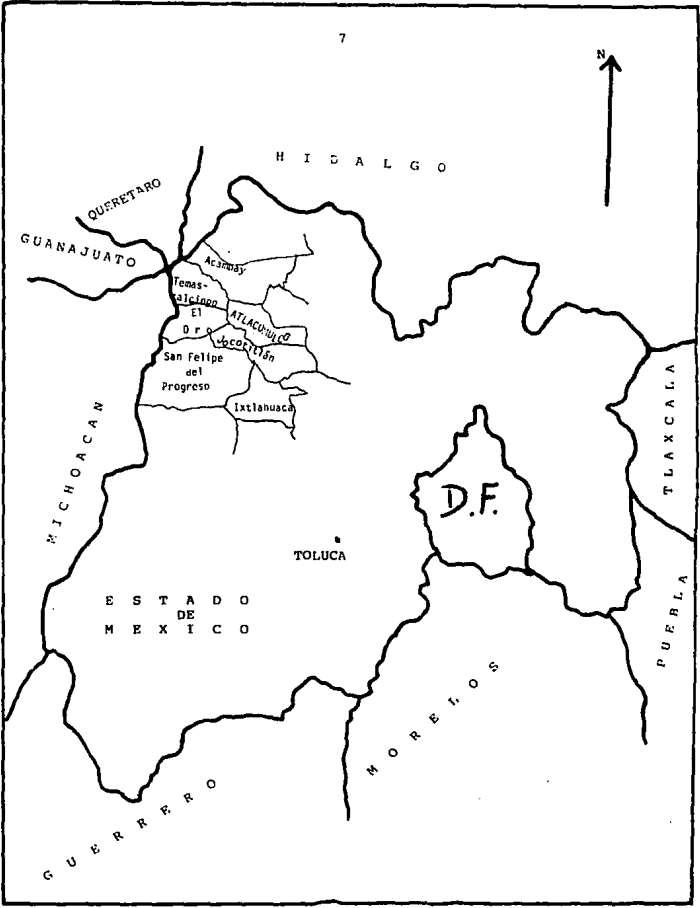 7
N
HIDALGO
QUERETARO
GUANAJUATO
Acambay
Temas-
calcingo
El
Oro
ATLACOMULCO
Jocotitlán
San Felipe
del
Progreso
Ixtlahuaca
MICHOACAN
TLAXCALA
D.F.
TOLUCA
ESTADO
DE
MEXICO
PUEBLA
MORELOS
GUERRERO